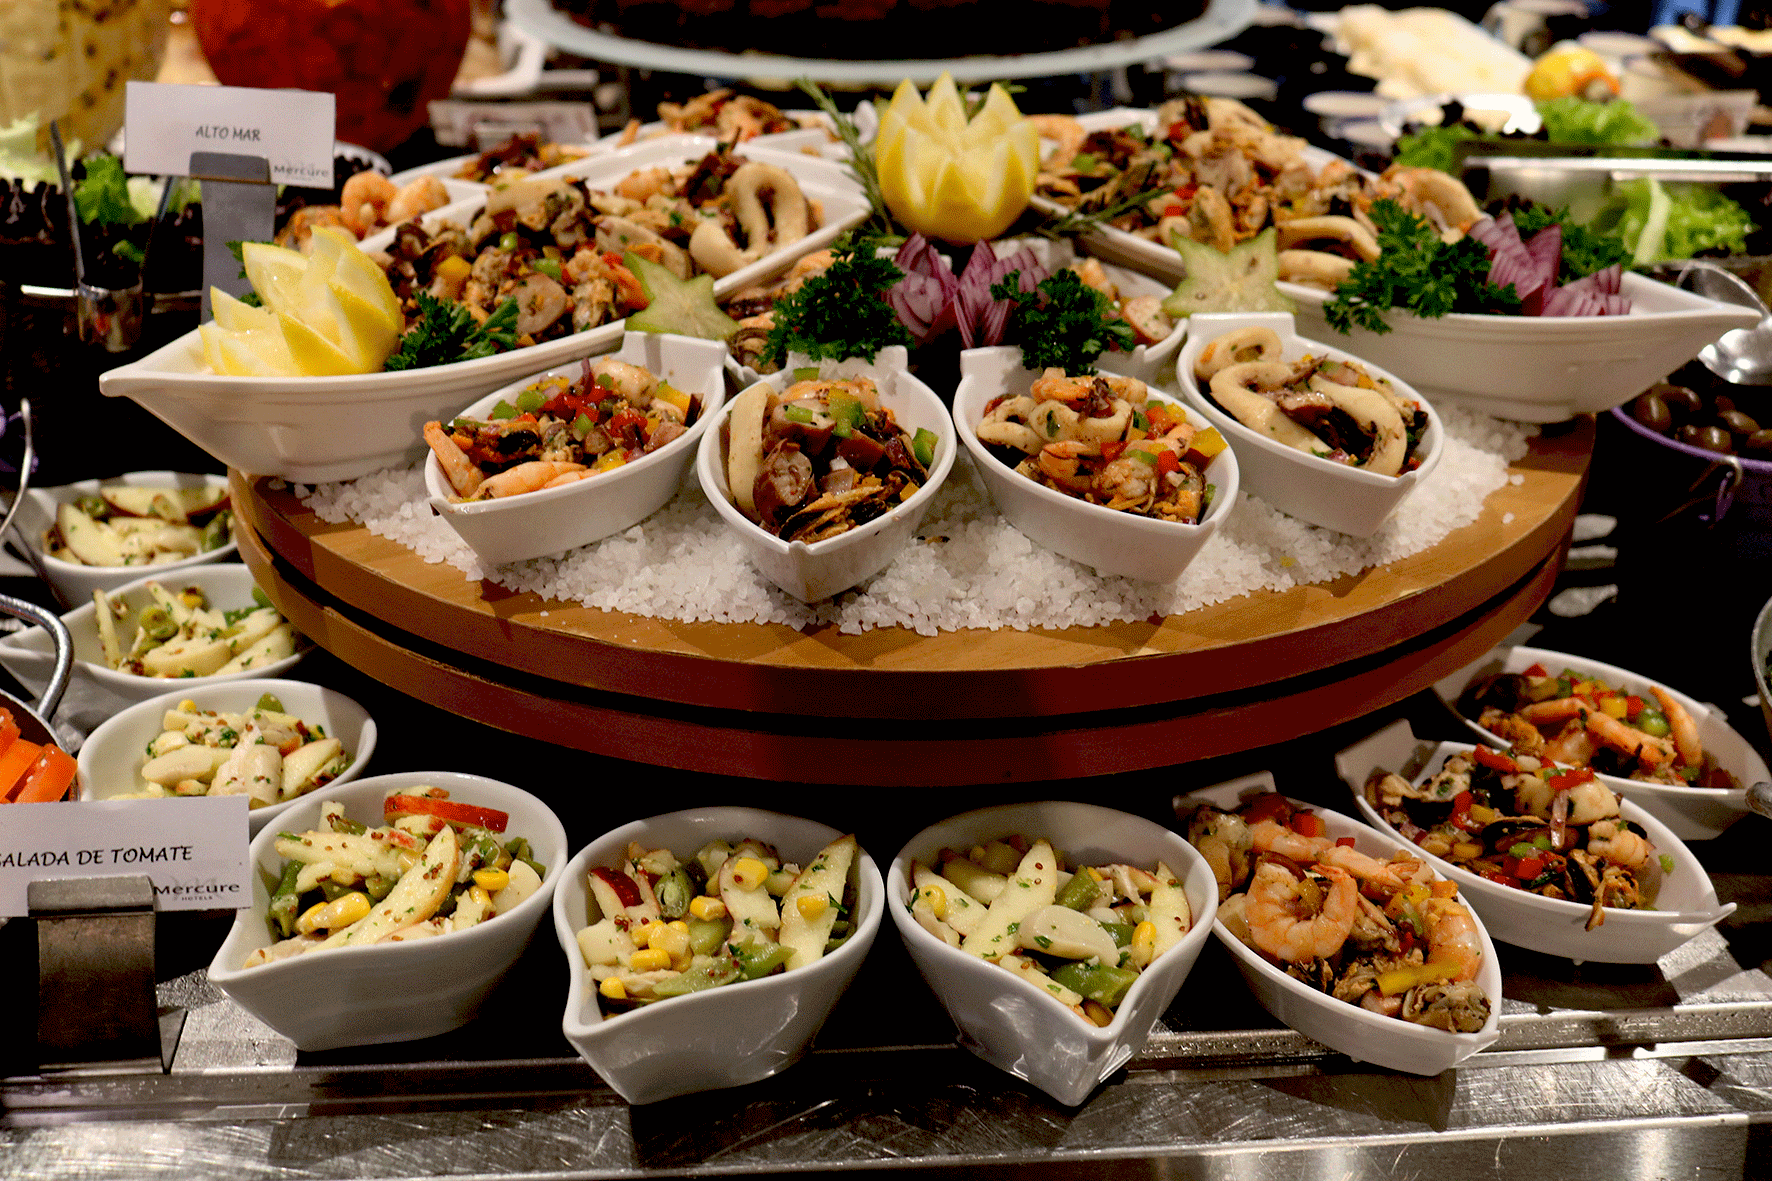 ALTO MAR
Mercure
SALADA DE TOMATE
Mercure
HOTELS